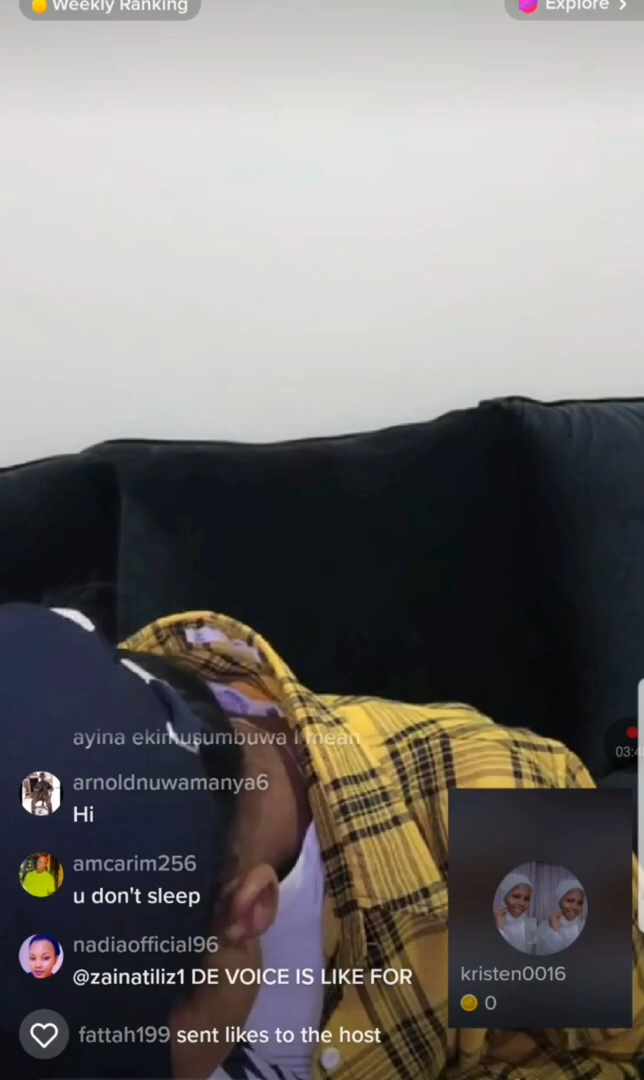 Weekly Ranking
Explore >
ayina ekimusumbuwa I mean
arnoldnuwamanya6
Hi
amcarim256
u don't sleep
nadiaofficial96
@zainatiliz1 DE VOICE IS LIKE FOR
fattah199 sent likes to the host
kristen0016
0